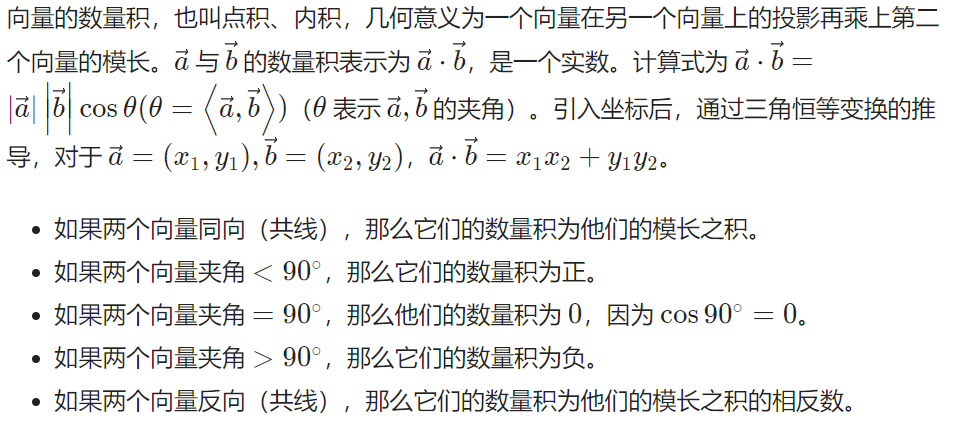 向量的数量积，也叫点积、内积，几何意义为一个向量在另一个向量上的投影再乘上第二
个向量的模长。$\vec{a}$ 与 $\vec{b}$ 的数量积表示为 $\vec{a} \cdot \vec{b}$，是一个实数。计算式为 $\vec{a} \cdot \vec{b} =$
$|\vec{a}| \left|\vec{b}\right| \cos\theta(\theta = \left\langle \vec{a}, \vec{b} \right\rangle)$（$\theta$ 表示 $\vec{a}, \vec{b}$ 的夹角）。引入坐标后，通过三角恒等变换的推
导，对于 $\vec{a} = (x_1, y_1), \vec{b} = (x_2, y_2)$，$\vec{a} \cdot \vec{b} = x_1x_2 + y_1y_2$。
• 如果两个向量同向（共线），那么它们的数量积为他们的模长之积。
• 如果两个向量夹角 $< 90^\circ$，那么它们的数量积为正。
• 如果两个向量夹角 $= 90^\circ$，那么他们的数量积为 $0$，因为 $\cos 90^\circ = 0$。
• 如果两个向量夹角 $> 90^\circ$，那么它们的数量积为负。
• 如果两个向量反向（共线），那么它们的数量积为他们的模长之积的相反数。